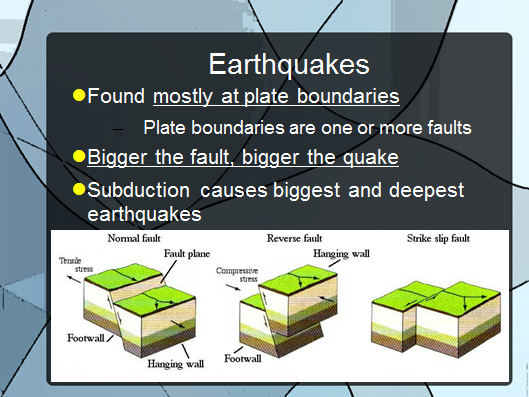 Earthquakes
Found mostly at plate boundaries
– Plate boundaries are one or more faults
Bigger the fault, bigger the quake
Subduction causes biggest and deepest
earthquakes
Normal fault
Reverse fault
Strike slip fault
Tensile
stress
Fault plane
Hanging wall
Compressive
stress
Footwall
Hanging wall
Footwall